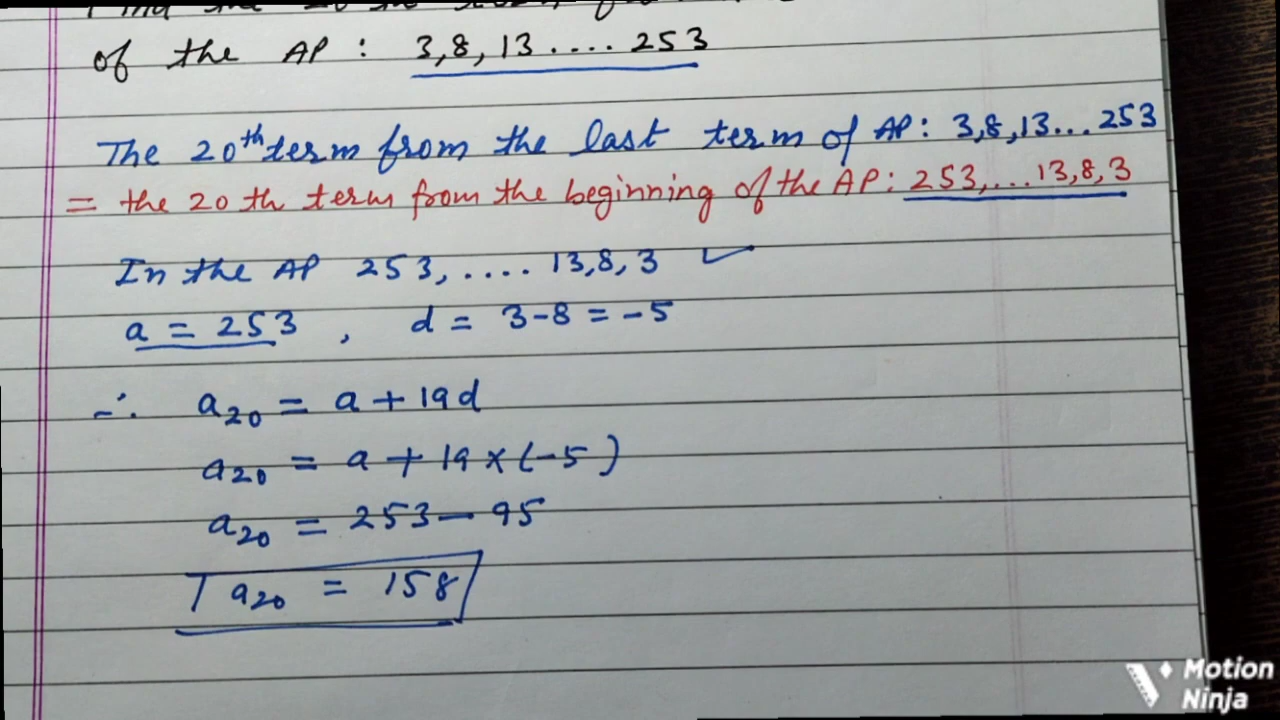 Find the 20
of the AP : 3,8,13 .... 253
The 20th term from the last term of AP: 3,8,13...253
= the 20 th term from the beginning of the AP: 253,...13,8,3
In the AP 253, .... 13,8,3 ✓
a = 253 , d = 3-8 = -5
∴ a₂₀ = a + 19d
a₂₀ = a + 19 × (-5)
a₂₀ = 253 - 95
a₂₀ = 158
Motion
Ninja